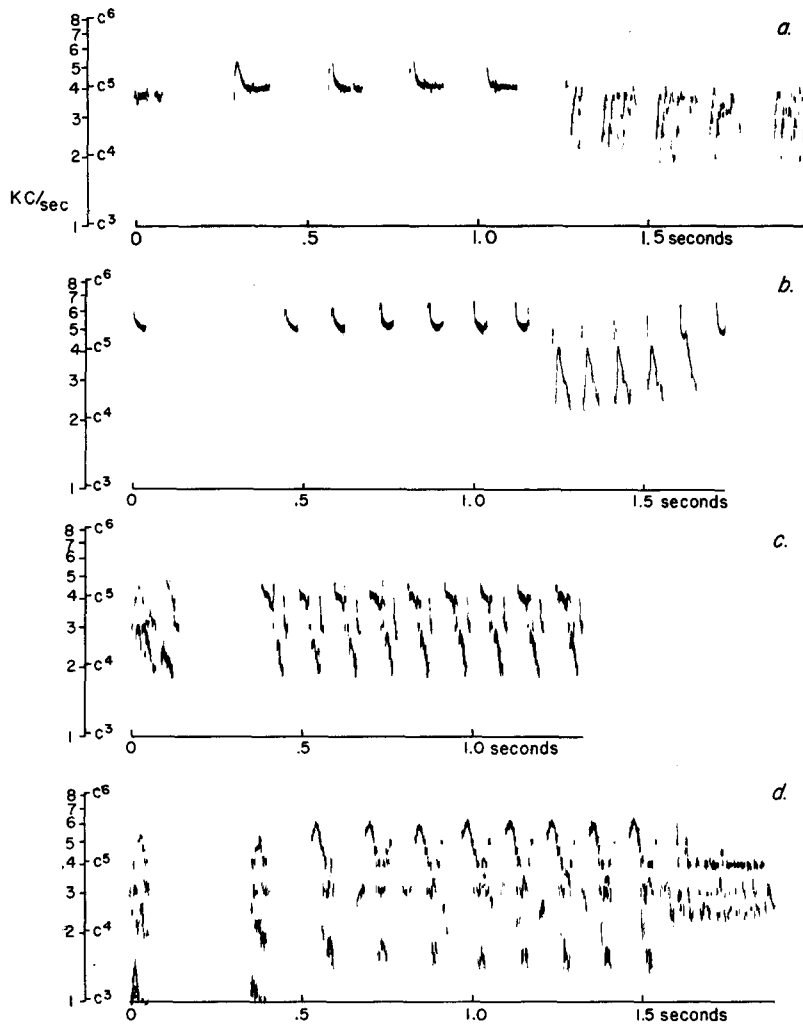 a.
8 c⁶
7
6
5
4 c⁵
3
2 c⁴
KC/sec
1 c³
0 .5 1.0 1.5 seconds
b.
8 c⁶
7
6
5
4 c⁵
3
2 c⁴
1 c³
0 .5 1.0 1.5 seconds
c.
8 c⁶
7
6
5
4 c⁵
3
2 c⁴
1 c³
0 .5 1.0 seconds
d.
8 c⁶
7
6
5
4 c⁵
3
2 c⁴
1 c³
0 .5 1.0 1.5 seconds